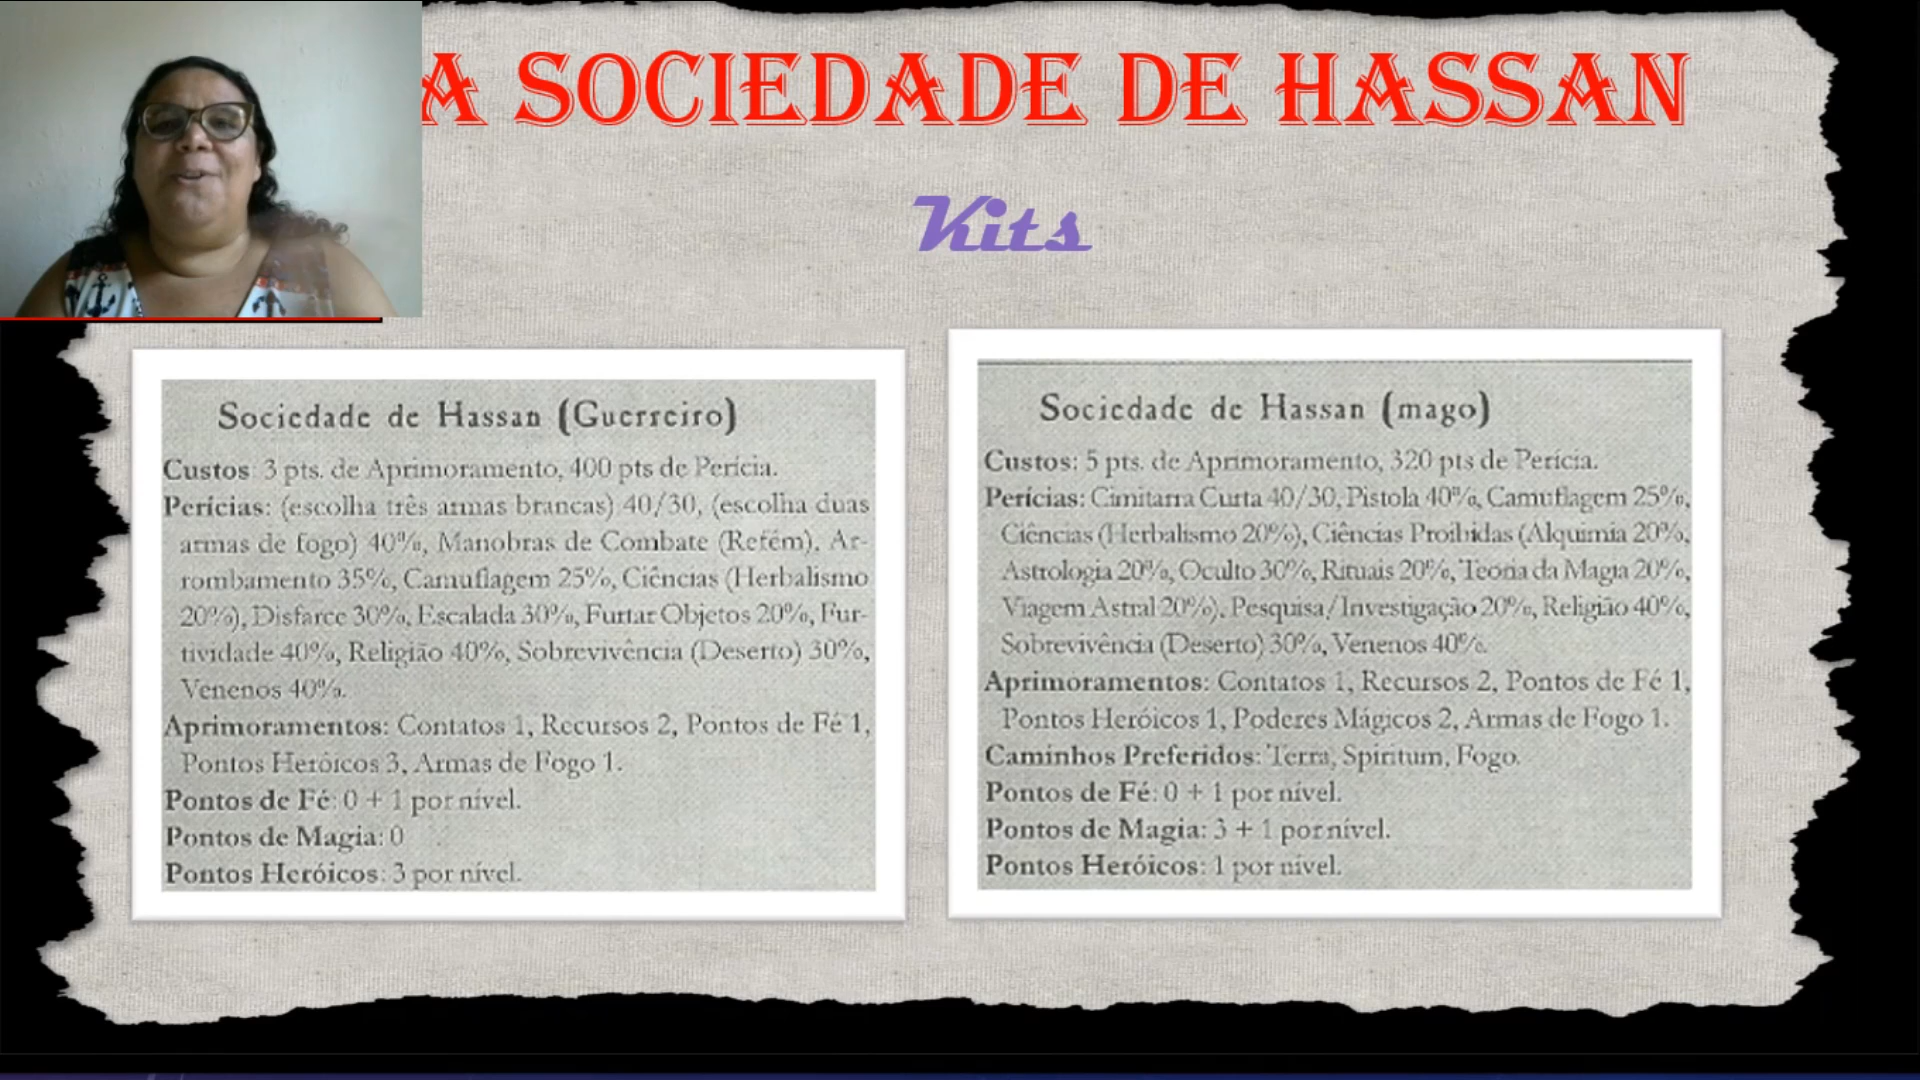 A SOCIEDADE DE HASSAN
Kits
Sociedade de Hassan (Guerreiro)
Custos: 3 pts. de Aprimoramento, 400 pts de Perícia.
Perícias: (escolha três armas brancas) 40/30, (escolha duas
armas de fogo) 40%, Manobras de Combate (Refém), Ar-
rombamento 35%, Camuflagem 25%, Ciências (Herbalismo
20%), Disfarce 30%, Escalada 30%, Furtar Objetos 20%, Fur-
tividade 40%, Religião 40%, Sobrevivência (Deserto) 30%,
Venenos 40%.
Aprimoramentos: Contatos 1, Recursos 2, Pontos de Fé 1,
Pontos Heróicos 3, Armas de Fogo 1.
Pontos de Fé: 0 + 1 por nível.
Pontos de Magia: 0
Pontos Heróicos: 3 por nível.
Sociedade de Hassan (mago)
Custos: 5 pts. de Aprimoramento, 320 pts de Perícia.
Perícias: Cimitarra Curta 40/30, Pistola 40%, Camuflagem 25%,
Ciências (Herbalismo 20%), Ciências Proibidas (Alquimia 20%,
Astrologia 20%, Oculto 30%, Rituais 20%, Teoria da Magia 20%,
Viagem Astral 20%), Pesquisa/Investigação 20%, Religião 40%,
Sobrevivência (Deserto) 30%, Venenos 40%.
Aprimoramentos: Contatos 1, Recursos 2, Pontos de Fé 1,
Pontos Heróicos 1, Poderes Mágicos 2, Armas de Fogo 1.
Caminhos Preferidos: Terra, Spiritum, Fogo.
Pontos de Fé: 0 + 1 por nível.
Pontos de Magia: 3 + 1 por nível.
Pontos Heróicos: 1 por nível.